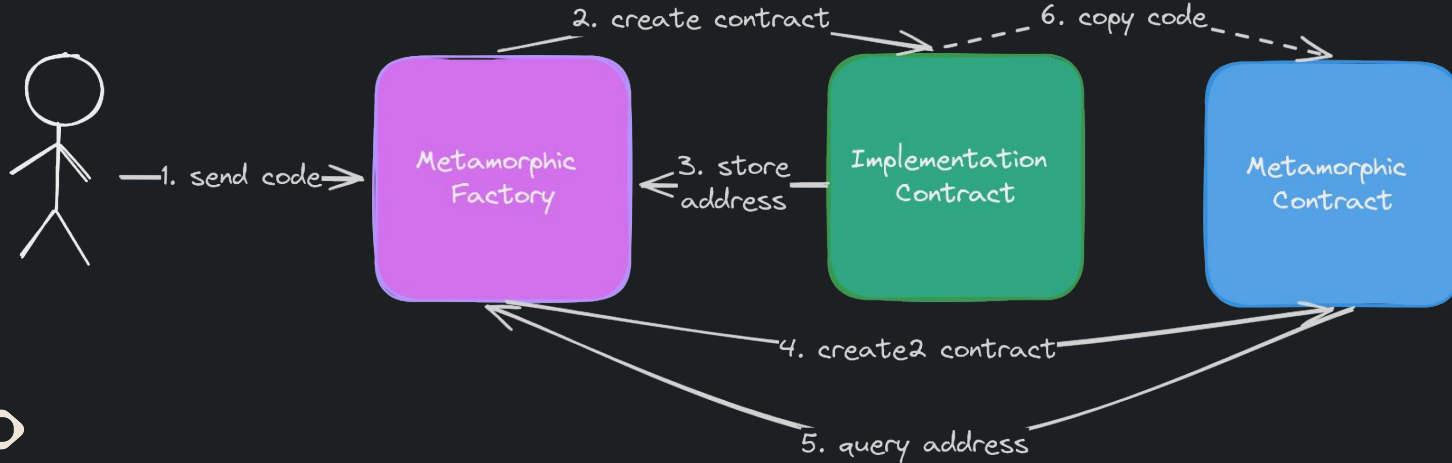 2. create contract
6. copy code
1. send code
Metamorphic
Factory
3. store
address
Implementation
Contract
Metamorphic
Contract
4. create2 contract
5. query address